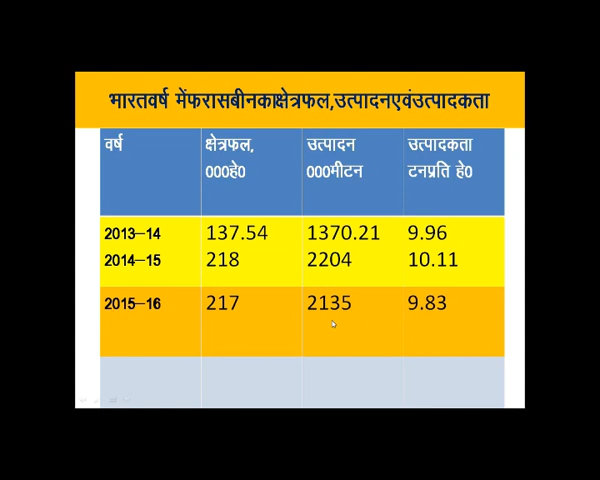 भारतवर्ष मेंफरासबीनकाक्षेत्रफल,उत्पादनएवंउत्पादकता
वर्ष क्षेत्रफल, उत्पादन उत्पादकता
000हे0 000मीटन टनप्रति हे0
2013–14 137.54 1370.21 9.96
2014–15 218 2204 10.11
2015–16 217 2135 9.83